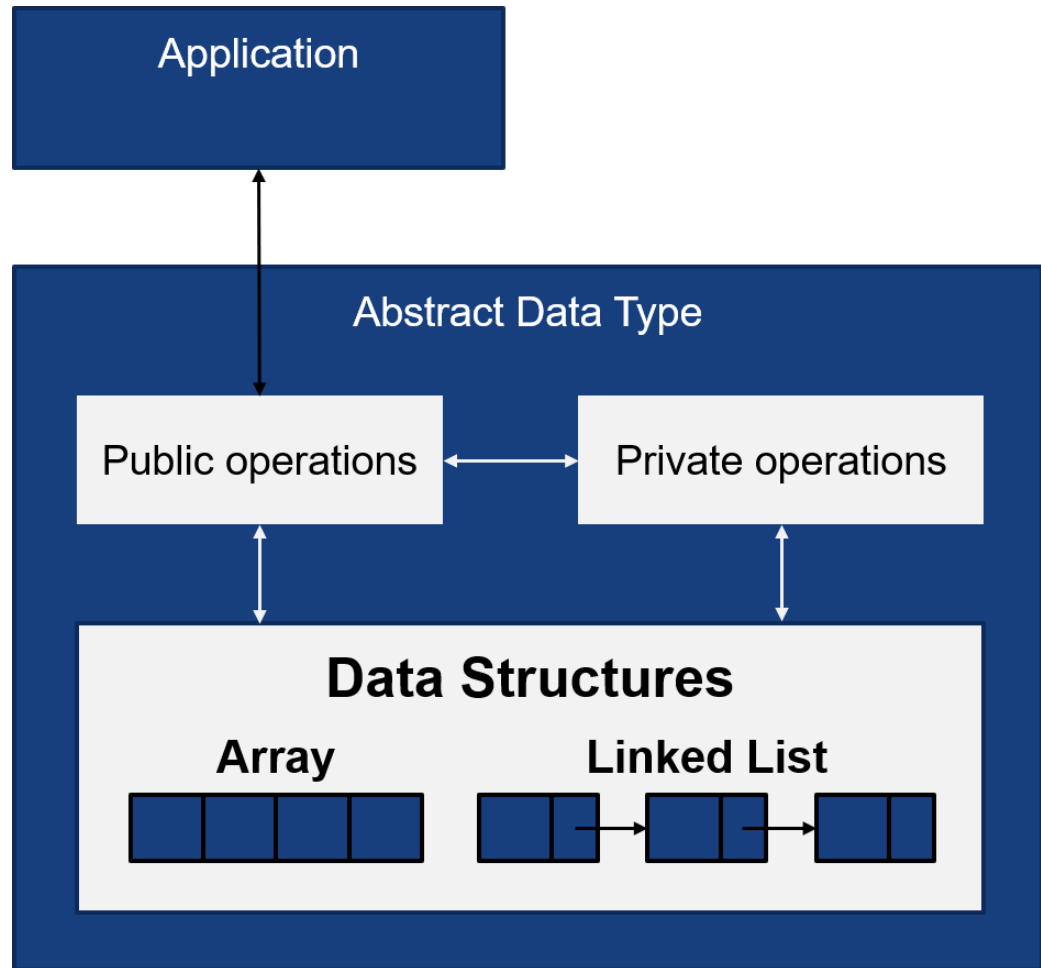 Application
Abstract Data Type
Public operations
Private operations
Data Structures
Array
Linked List